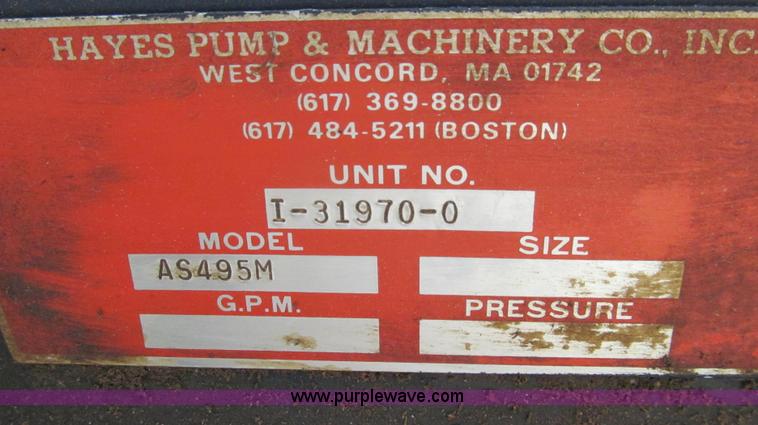 HAYES PUMP & MACHINERY CO., INC.
WEST CONCORD, MA 01742
(617) 369-8800
(617) 484-5211 (BOSTON)
UNIT NO.
I-31970-0
MODEL SIZE
AS495M
G.P.M. PRESSURE
www.purplewave.com